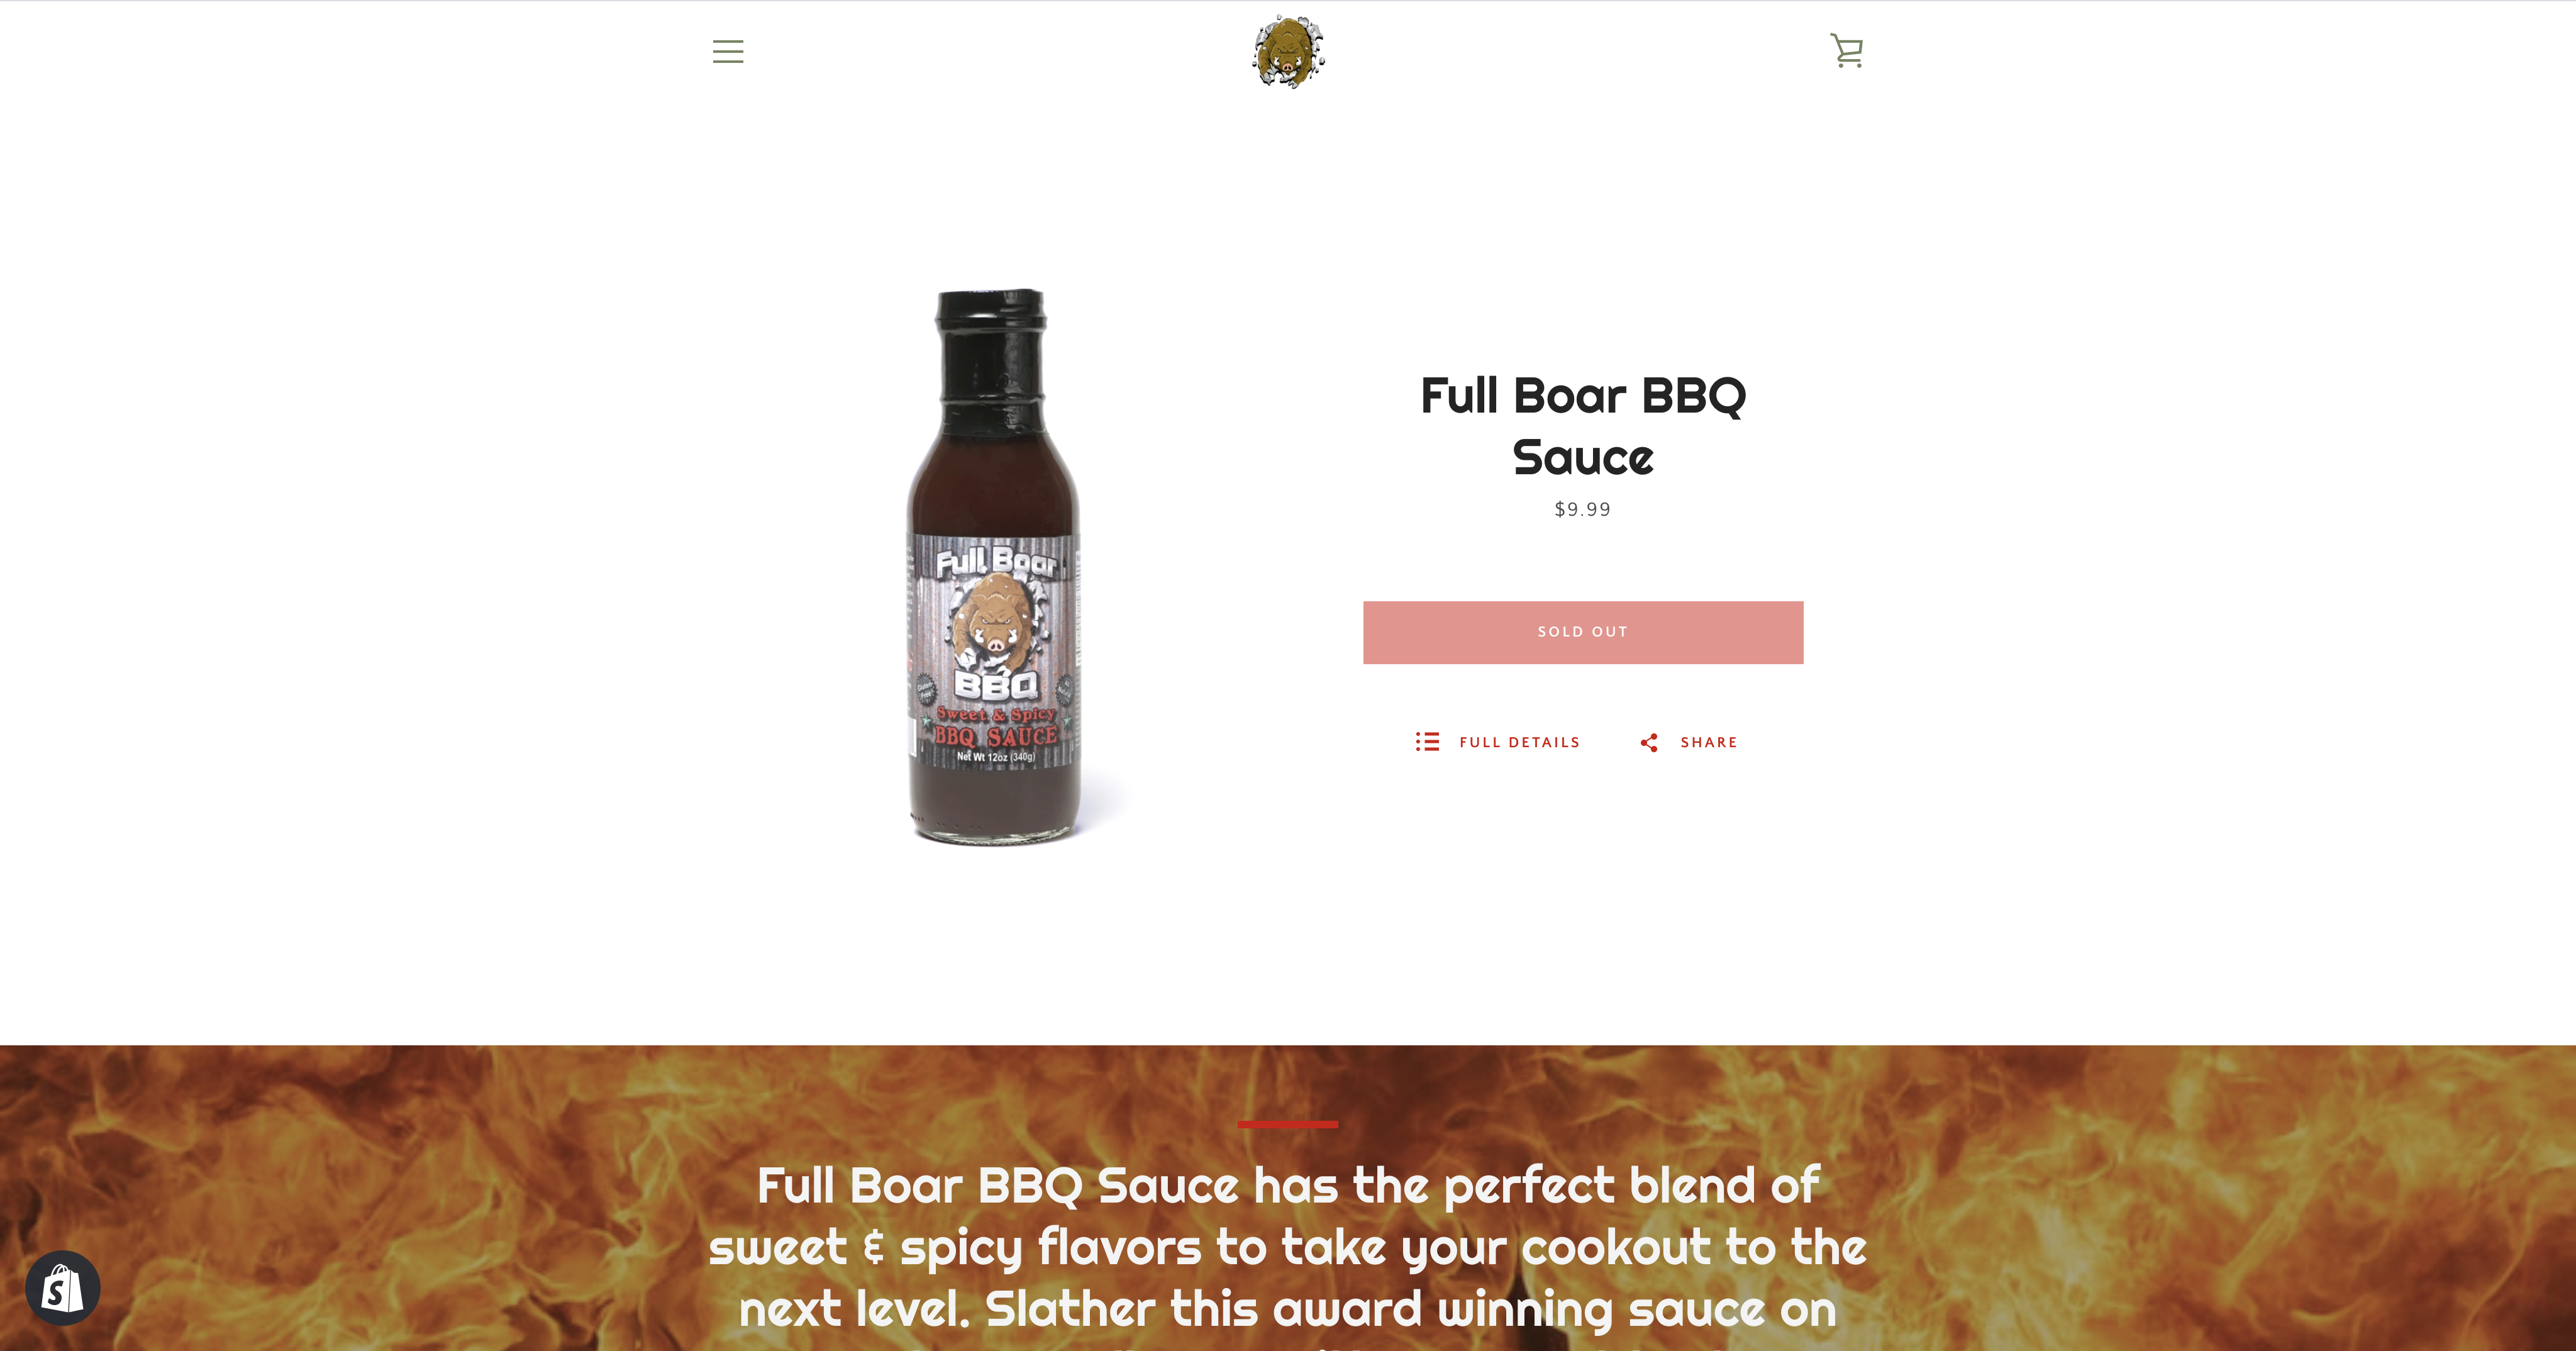 Full Boar
BBQ
Sweet & Spicy
BBQ SAUCE
Net Wt 12oz (340g)
Full Boar BBQ
Sauce
$9.99
SOLD OUT
FULL DETAILS
SHARE
Full Boar BBQ Sauce has the perfect blend of
sweet & spicy flavors to take your cookout to the
next level. Slather this award winning sauce on